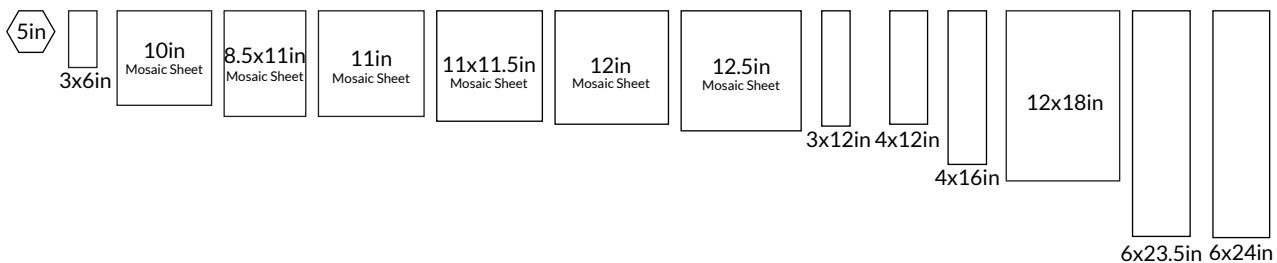 5in
3x6in
10in
Mosaic Sheet
8.5x11in
Mosaic Sheet
11in
Mosaic Sheet
11x11.5in
Mosaic Sheet
12in
Mosaic Sheet
12.5in
Mosaic Sheet
3x12in
4x12in
4x16in
12x18in
6x23.5in
6x24in